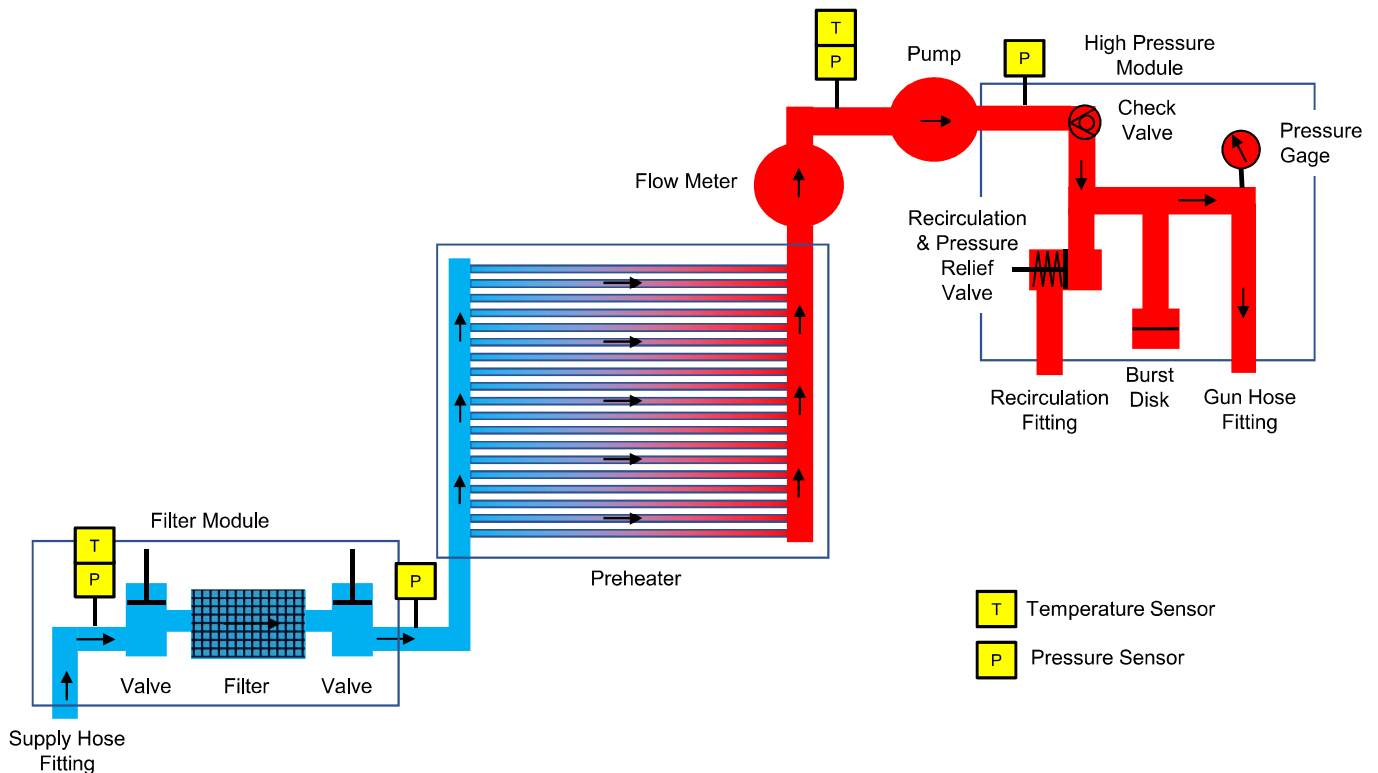 T
P
Pump
P
High Pressure
Module
Check
Valve
Pressure
Gage
Flow Meter
Recirculation
& Pressure
Relief
Valve
Recirculation
Fitting
Burst
Disk
Gun Hose
Fitting
Preheater
Filter Module
T
P
P
Valve
Filter
Valve
Supply Hose
Fitting
T
Temperature Sensor
P
Pressure Sensor